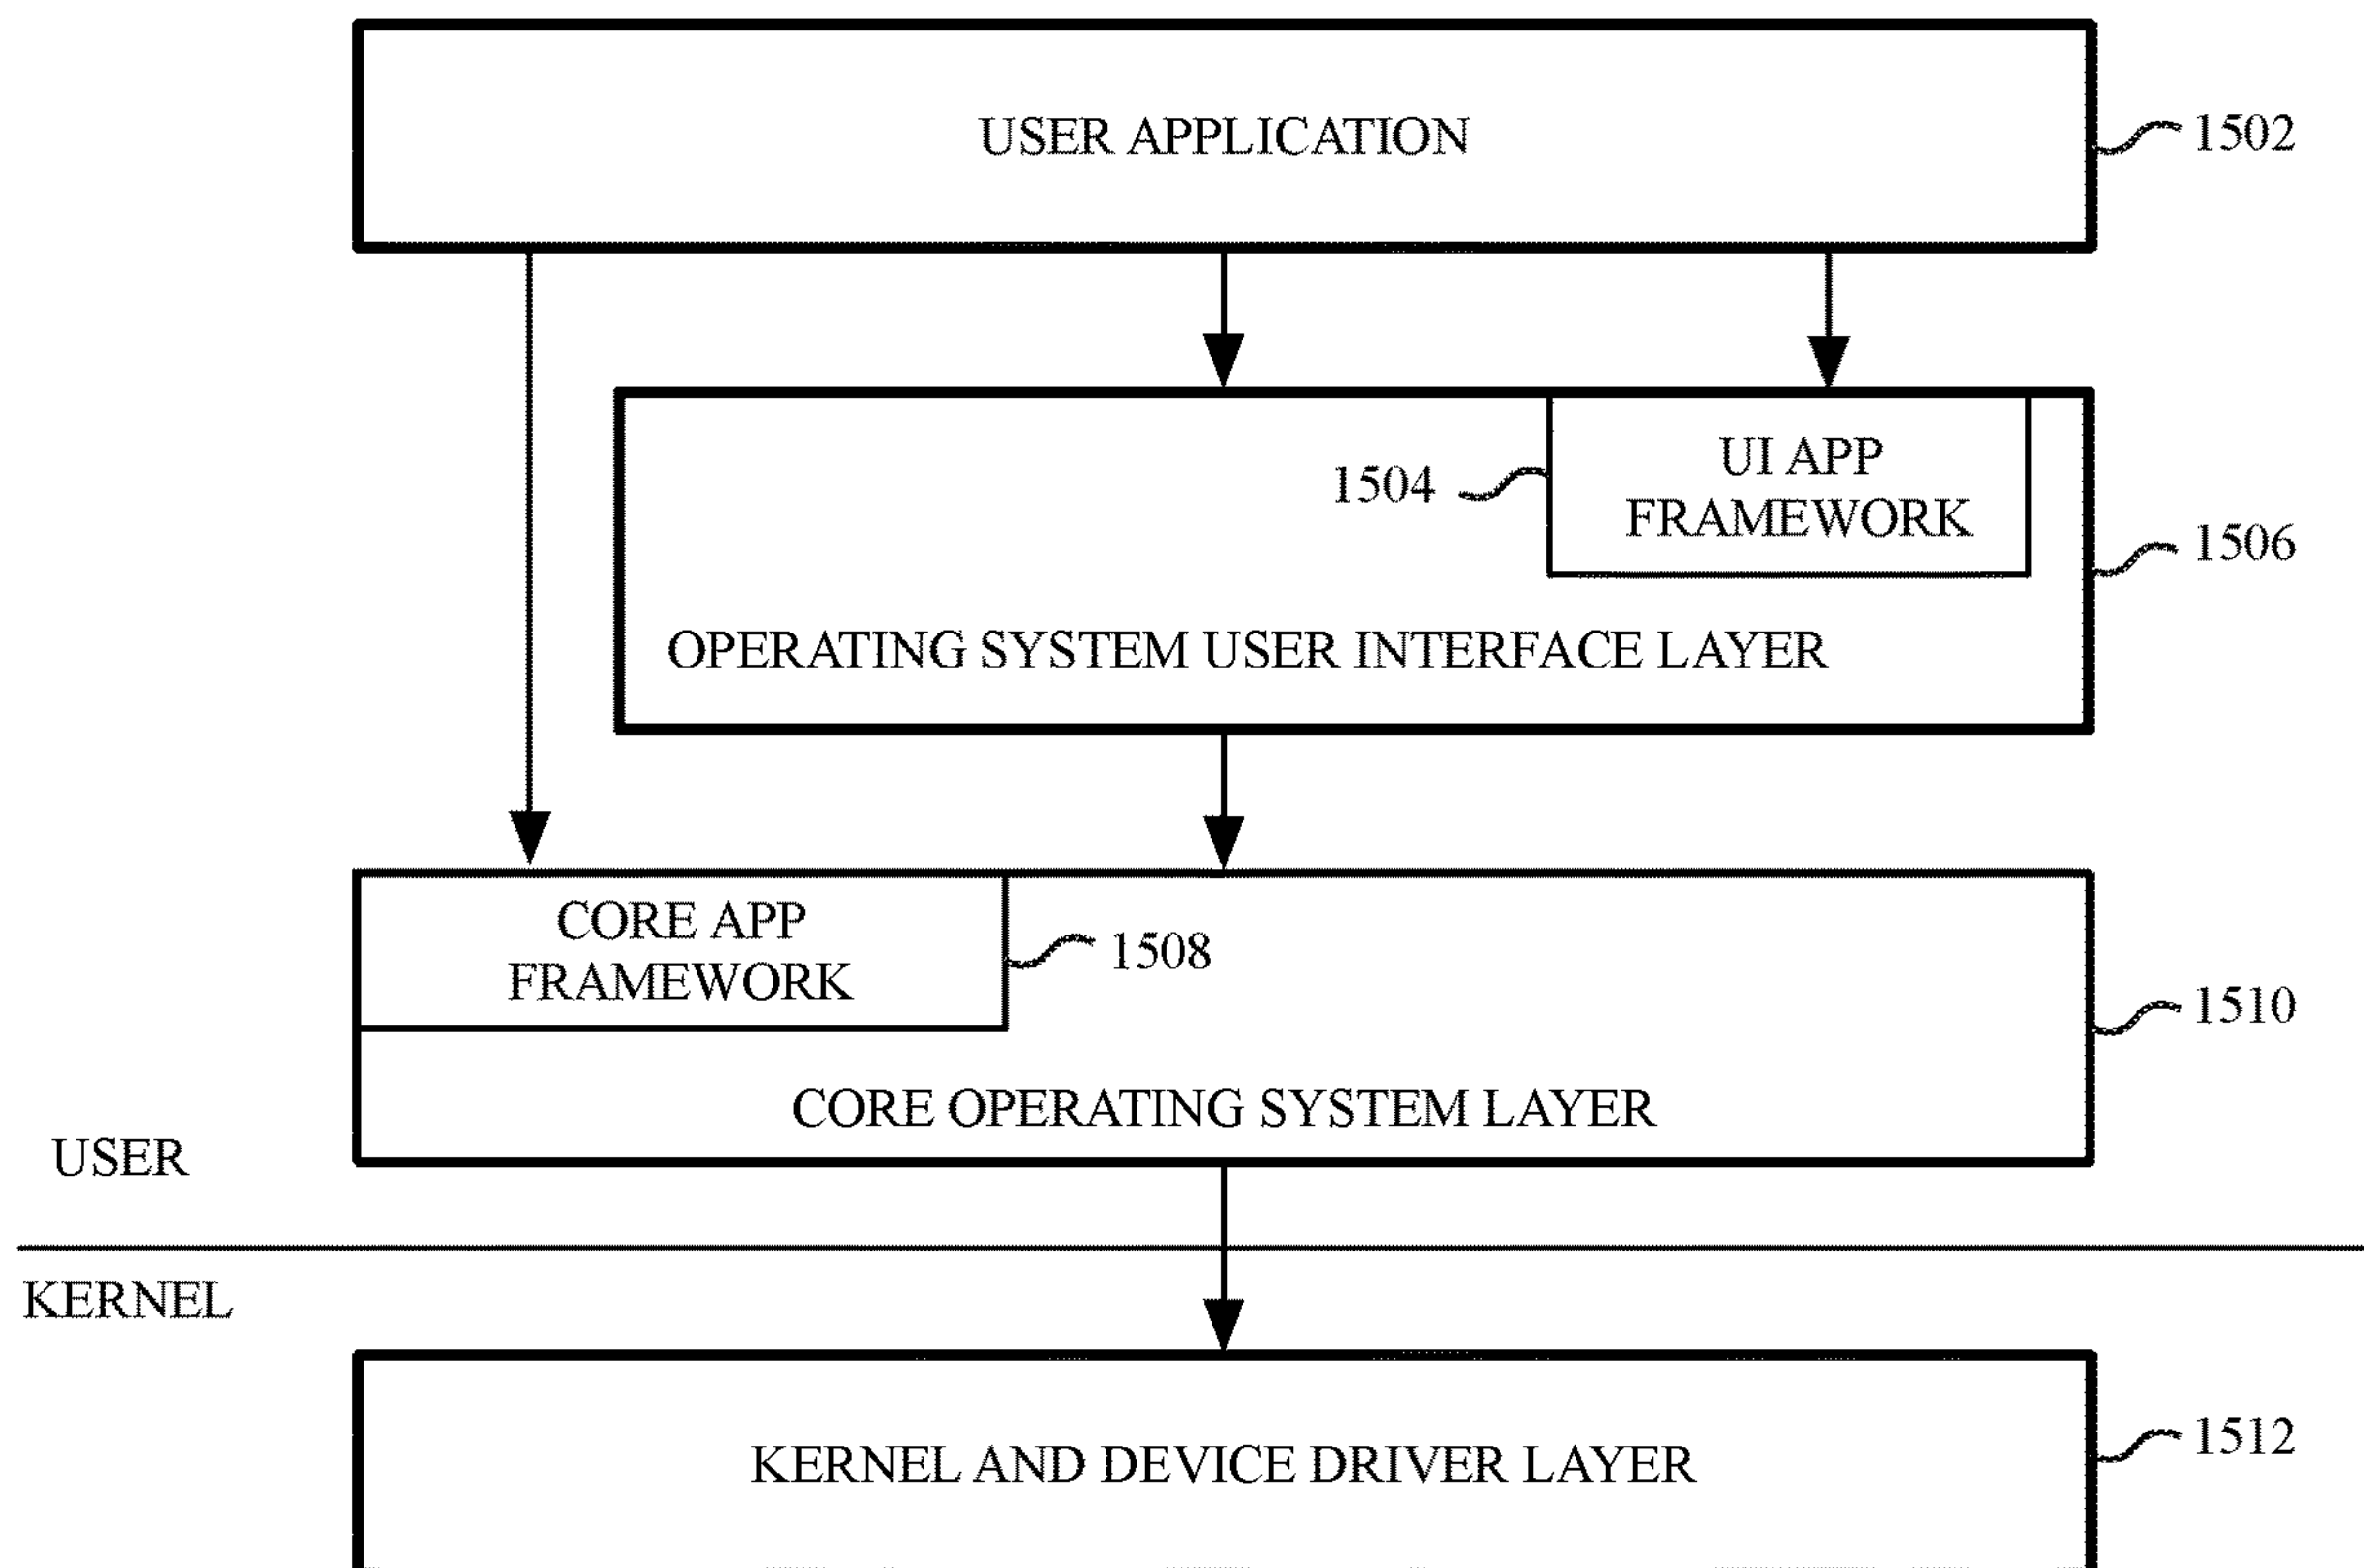 USER APPLICATION
1502
UI APP
FRAMEWORK
1504
1506
OPERATING SYSTEM USER INTERFACE LAYER
CORE APP
FRAMEWORK
1508
1510
CORE OPERATING SYSTEM LAYER
USER
KERNEL
KERNEL AND DEVICE DRIVER LAYER
1512